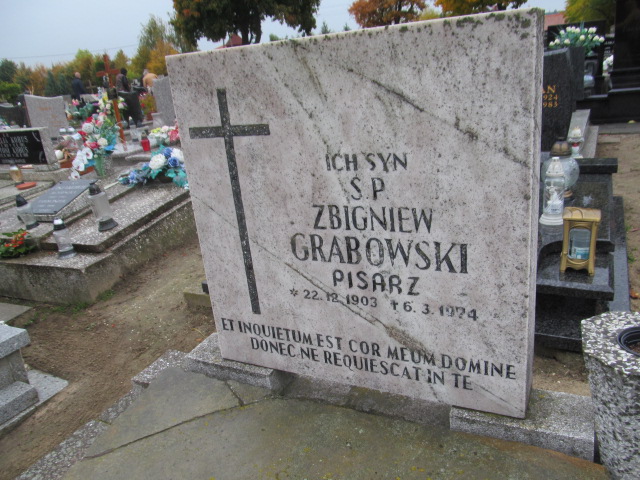 ICH SYN
S.P.
ZBIGNIEW
GRABOWSKI
PISARZ
* 22.12.1903 † 6.3.1974
ET INQUIETUM EST COR MEUM DOMINE
DONEC NE REQUIESCAT IN TE